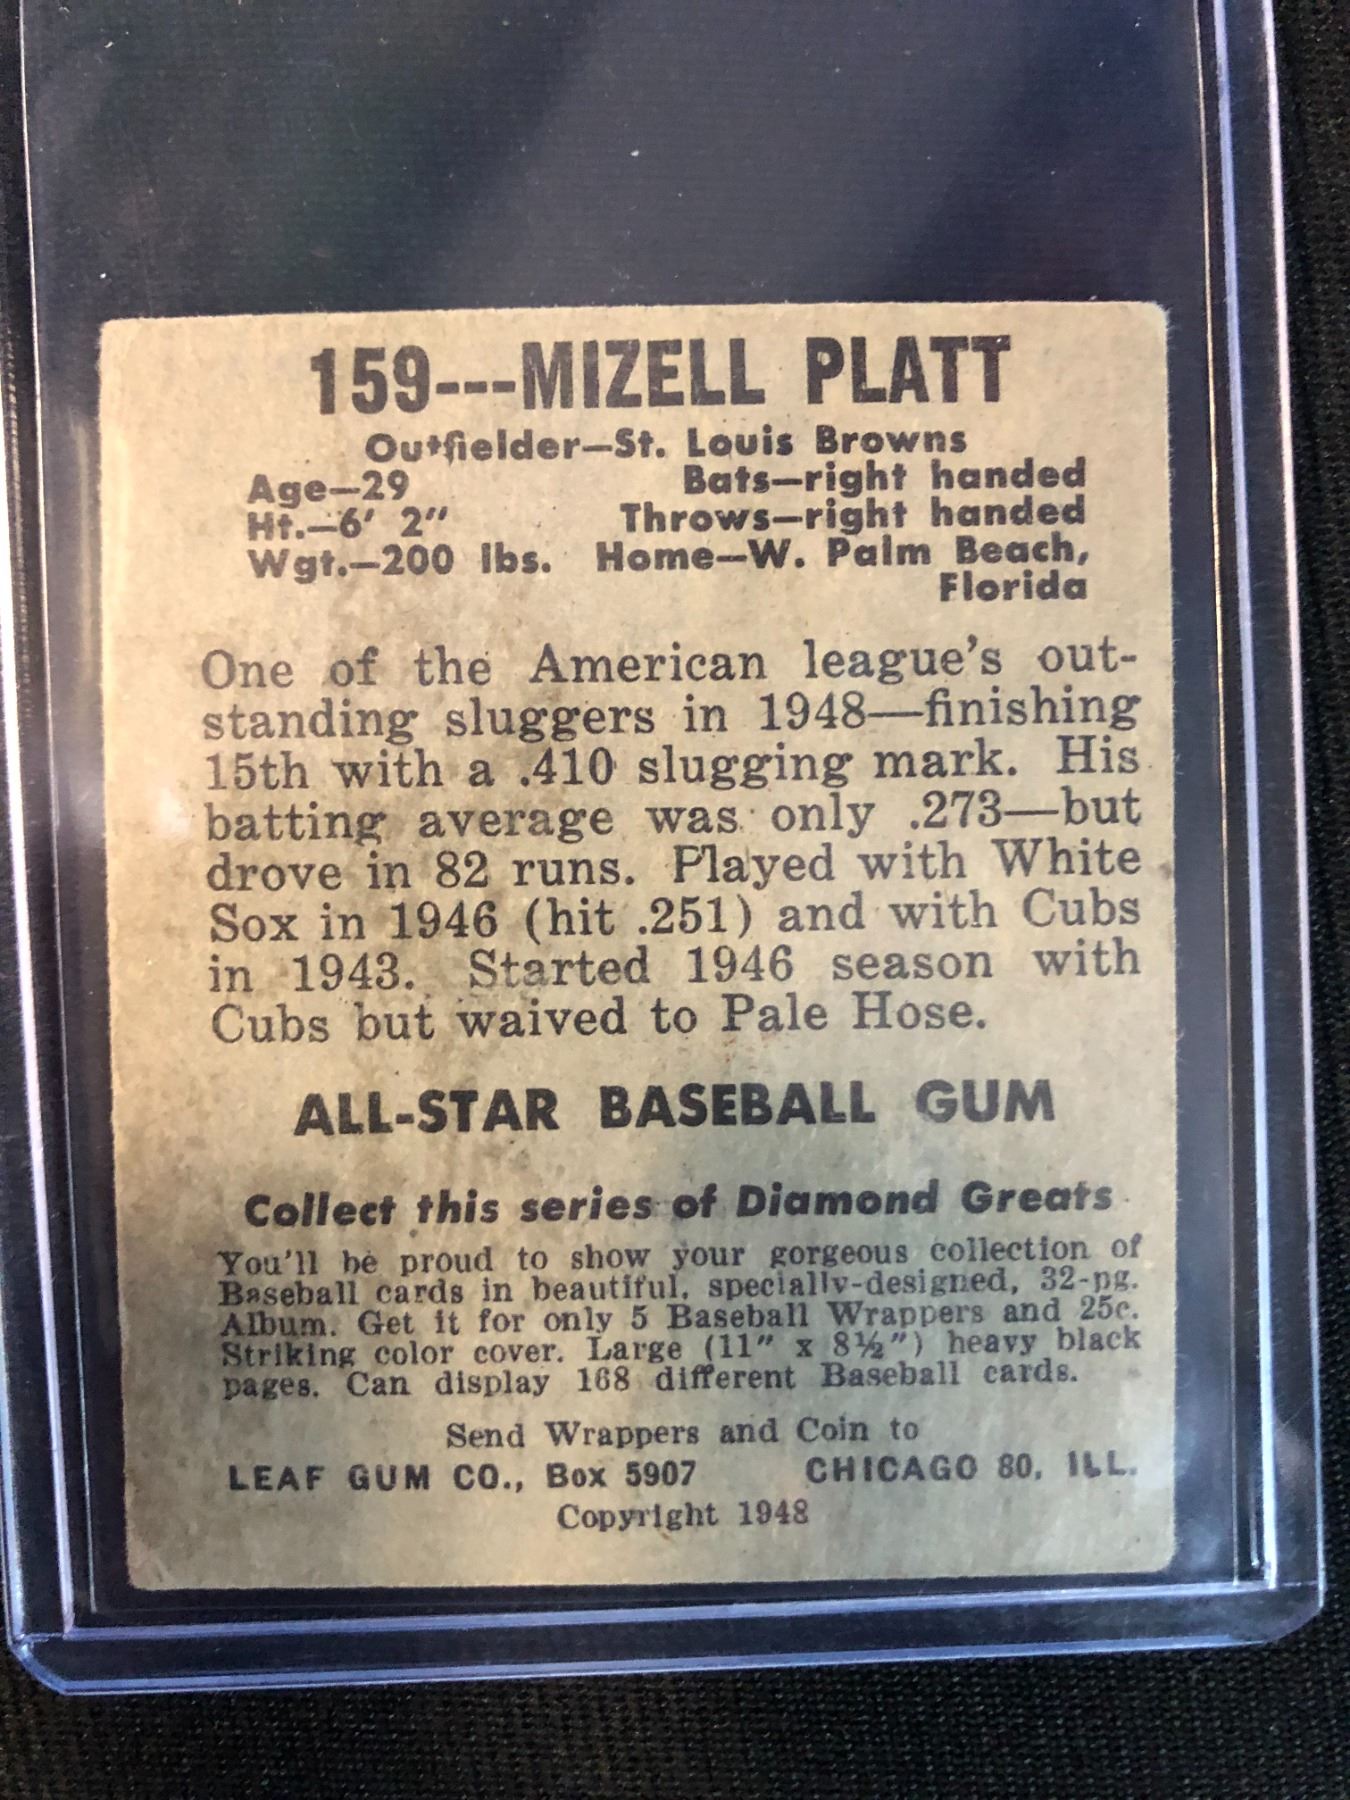 159---MIZELL PLATT
Outfielder—St. Louis Browns
Age—29 Bats—right handed
Ht.—6' 2" Throws—right handed
Wgt.—200 lbs. Home—W. Palm Beach,
Florida
One of the American league's out-
standing sluggers in 1948—finishing
15th with a .410 slugging mark. His
batting average was only .273—but
drove in 82 runs. Played with White
Sox in 1946 (hit .251) and with Cubs
in 1943. Started 1946 season with
Cubs but waived to Pale Hose.
ALL-STAR BASEBALL GUM
Collect this series of Diamond Greats
You'll be proud to show your gorgeous collection of
Baseball cards in beautiful, specially-designed, 32-pg.
Album. Get it for only 5 Baseball Wrappers and 25c.
Striking color cover. Large (11" x 8½") heavy black
pages. Can display 168 different Baseball cards.
Send Wrappers and Coin to
LEAF GUM CO., Box 5907 CHICAGO 80, ILL.
Copyright 1948